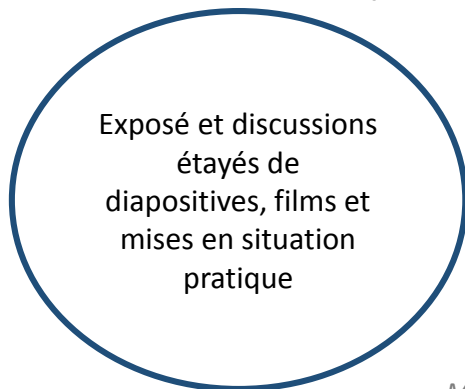 Exposé et discussions
étayés de
diapositives, films et
mises en situation
pratique